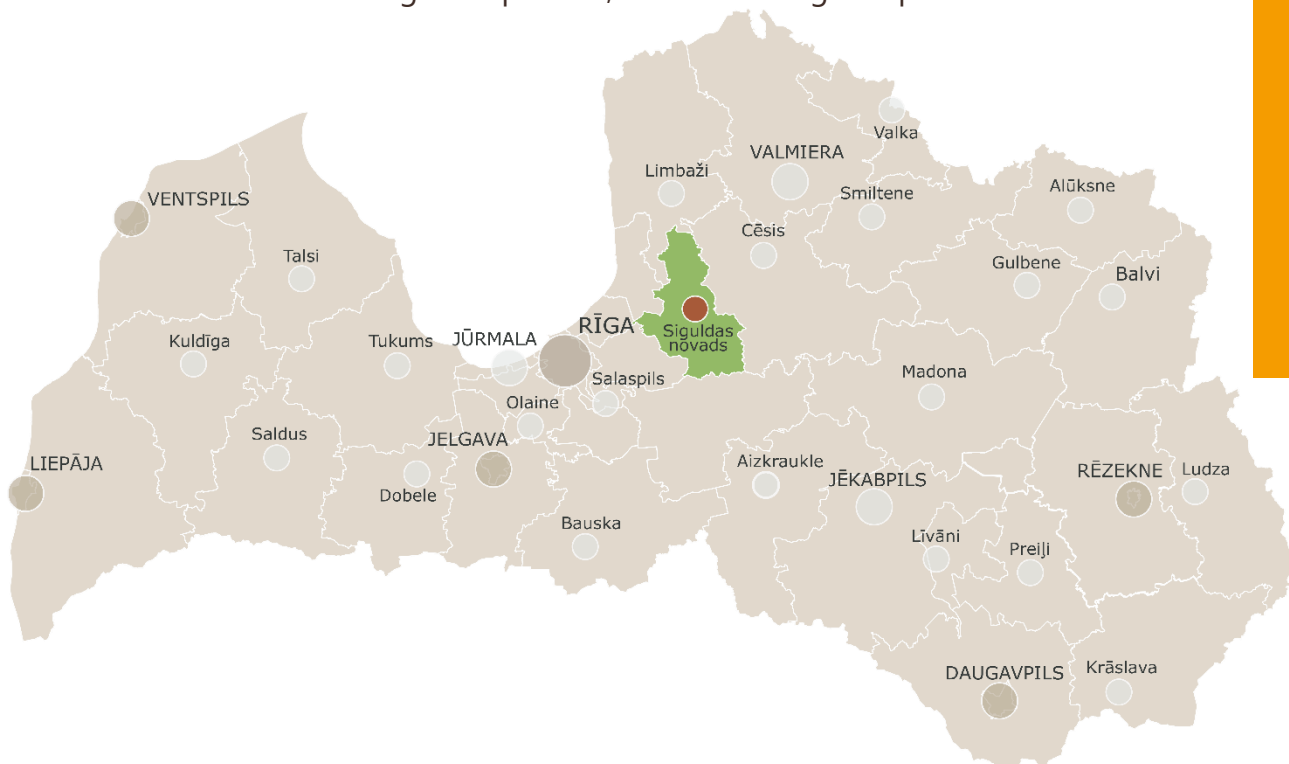 Valka
VALMIERA
Limbaži
Alūksne
Smiltene
VENTSPILS
Cēsis
Talsi
Gulbene
Balvi
RĪGA
Siguldas
novads
JŪRMALA
Kuldīga
Tukums
Madona
Salaspils
Olaine
Saldus
JELGAVA
LIEPĀJA
Aizkraukle
RĒZEKNE
Ludza
JĒKABPILS
Dobele
Bauska
Līvāni
Preiļi
Krāslava
DAUGAVPILS